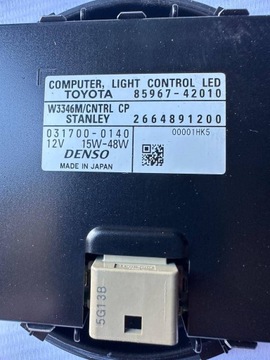 COMPUTER, LIGHT CONTROL LED
TOYOTA 85967-42010
W3346M/CNTRL CP
STANLEY 2664891200
031700-0140 00001HK5
12V 15W-48W
DENSO
MADE IN JAPAN
5G13B